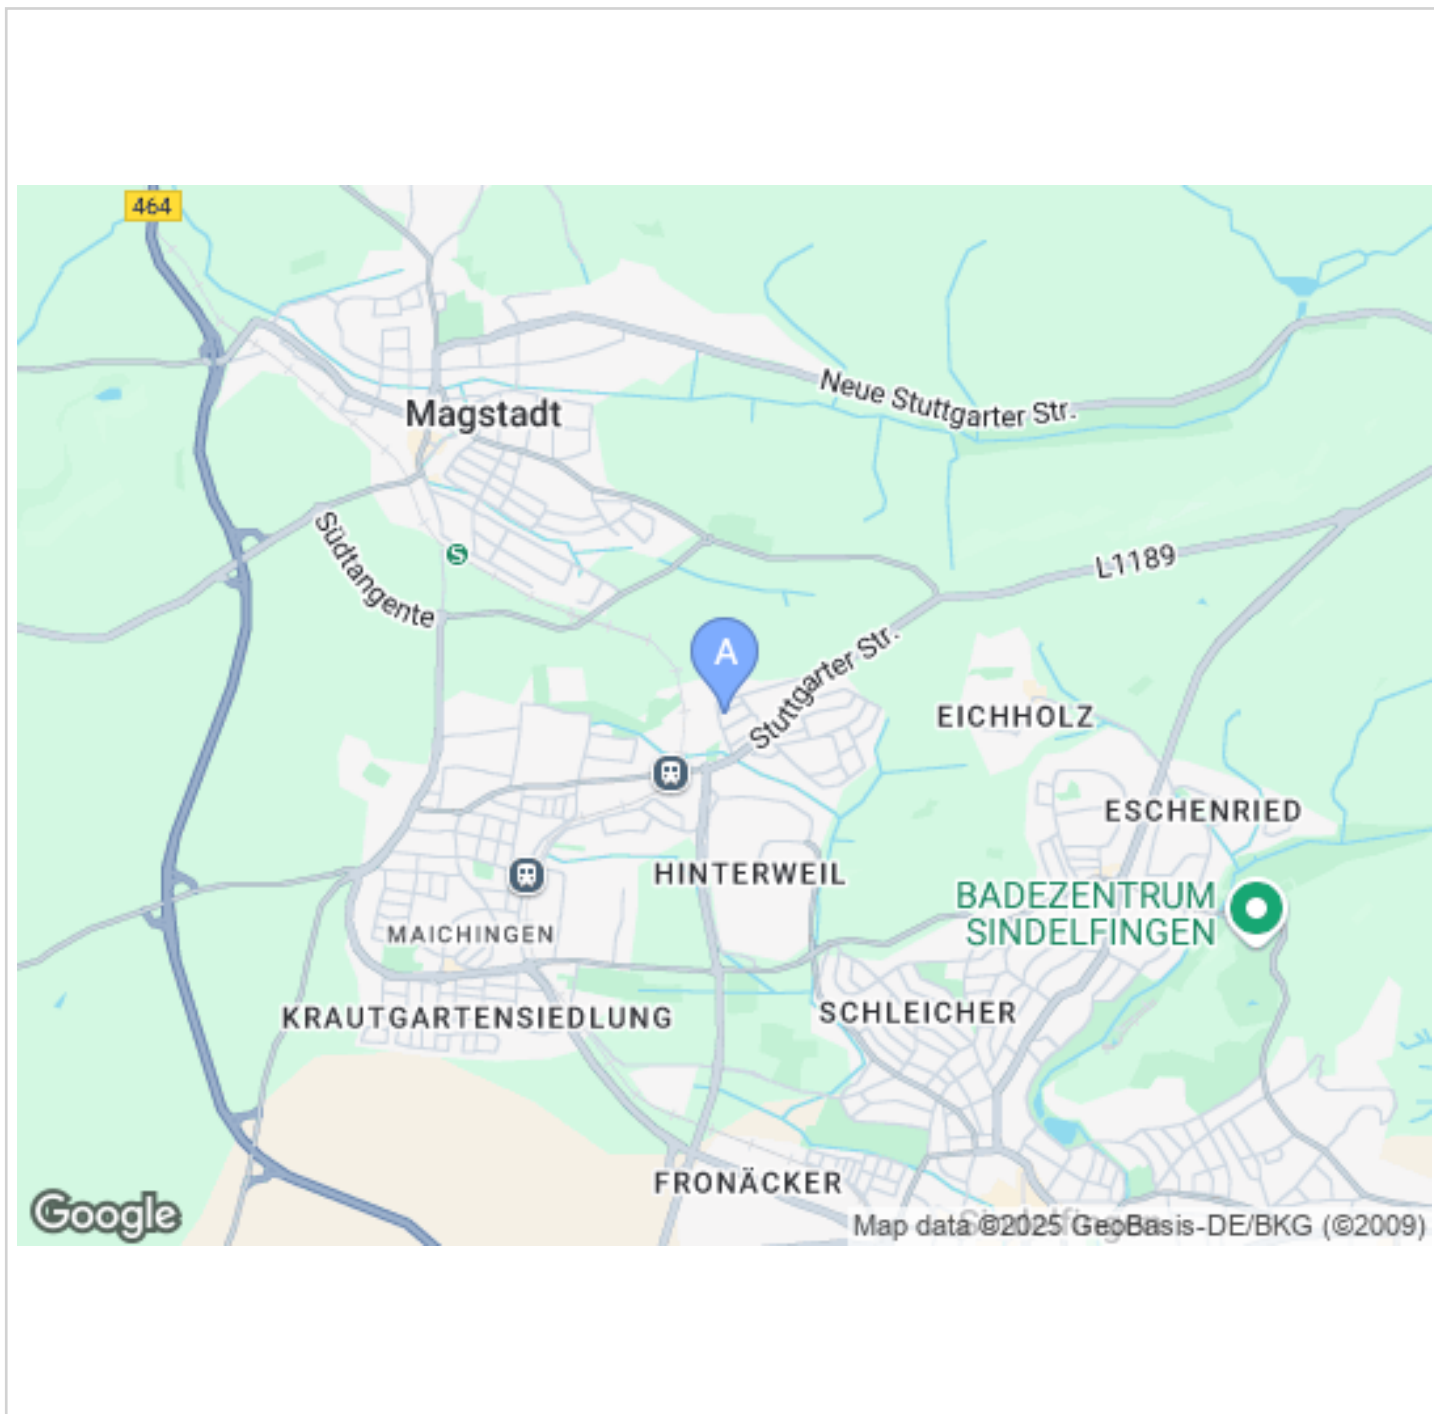 464
Neue Stuttgarter Str.
Magstadt
Südtangente
S
L1189
A
Stuttgarter Str.
EICHHOLZ
ESCHENRIED
HINTERWEIL
BADEZENTRUM
SINDELFINGEN
MAICHINGEN
KRAUTGARTENSIEDLUNG
SCHLEICHER
FRONÄCKER
Google
Sindelfingen
Map data ©2025 GeoBasis-DE/BKG (©2009)